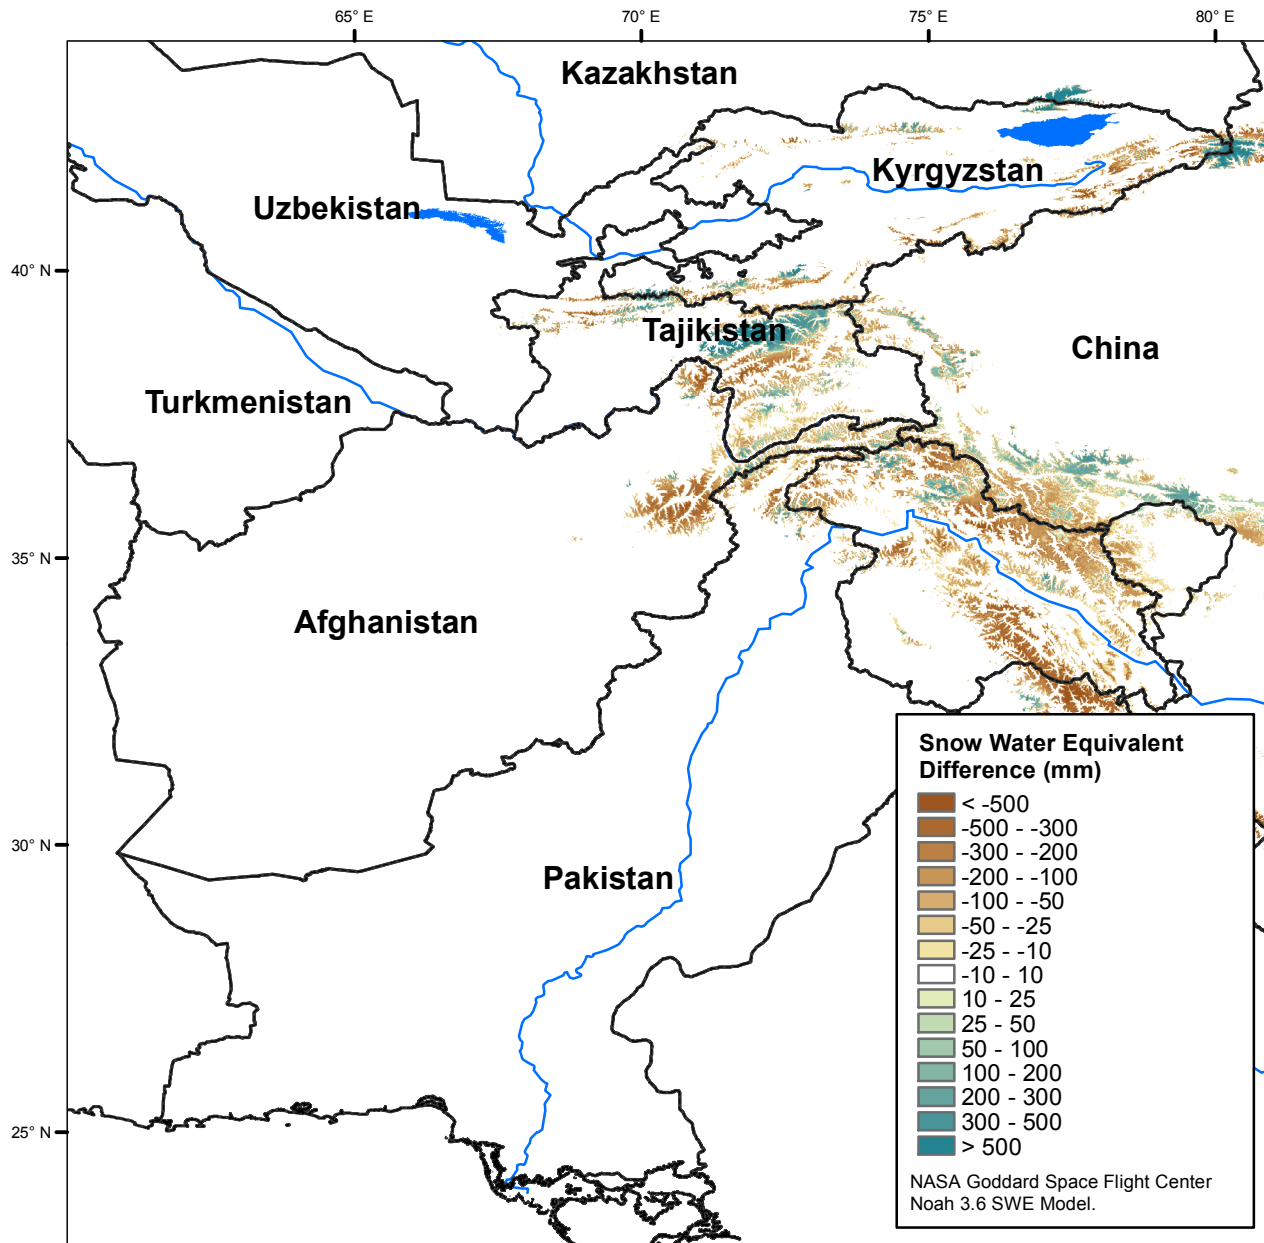 65° E
70° E
75° E
80° E
Kazakhstan
Kyrgyzstan
Uzbekistan
40° N
Tajikistan
China
Turkmenistan
35° N
Afghanistan
30° N
Pakistan
25° N
Snow Water Equivalent
Difference (mm)
< -500
-500 - -300
-300 - -200
-200 - -100
-100 - -50
-50 - -25
-25 - -10
-10 - 10
10 - 25
25 - 50
50 - 100
100 - 200
200 - 300
300 - 500
> 500
NASA Goddard Space Flight Center
Noah 3.6 SWE Model.